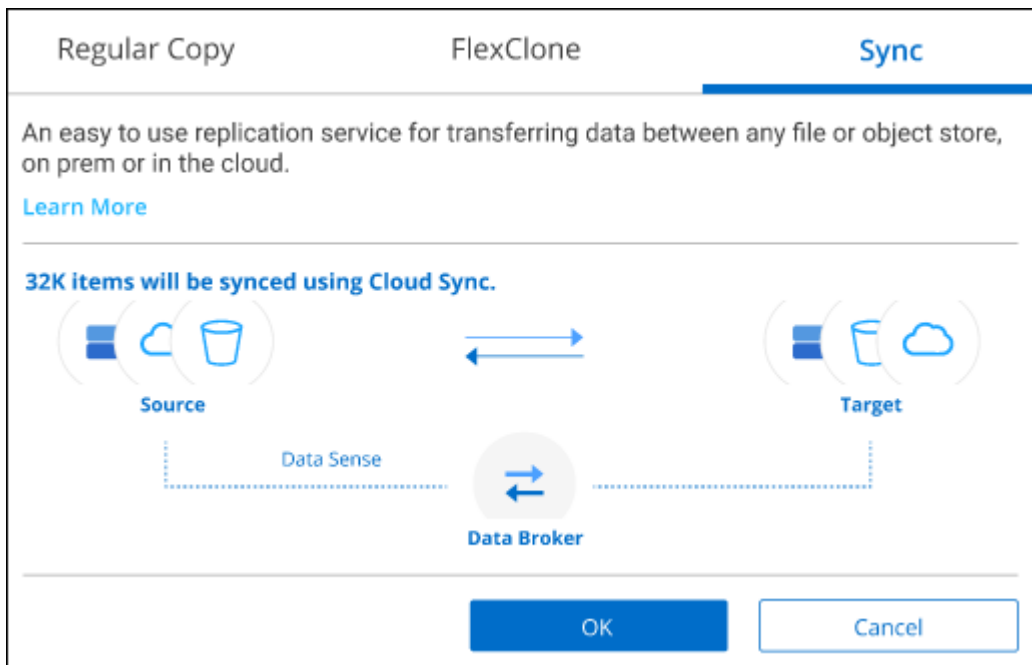 Regular Copy
FlexClone
Sync
An easy to use replication service for transferring data between any file or object store,
on prem or in the cloud.
Learn More
32K items will be synced using Cloud Sync.
Source
Target
Data Sense
Data Broker
OK
Cancel